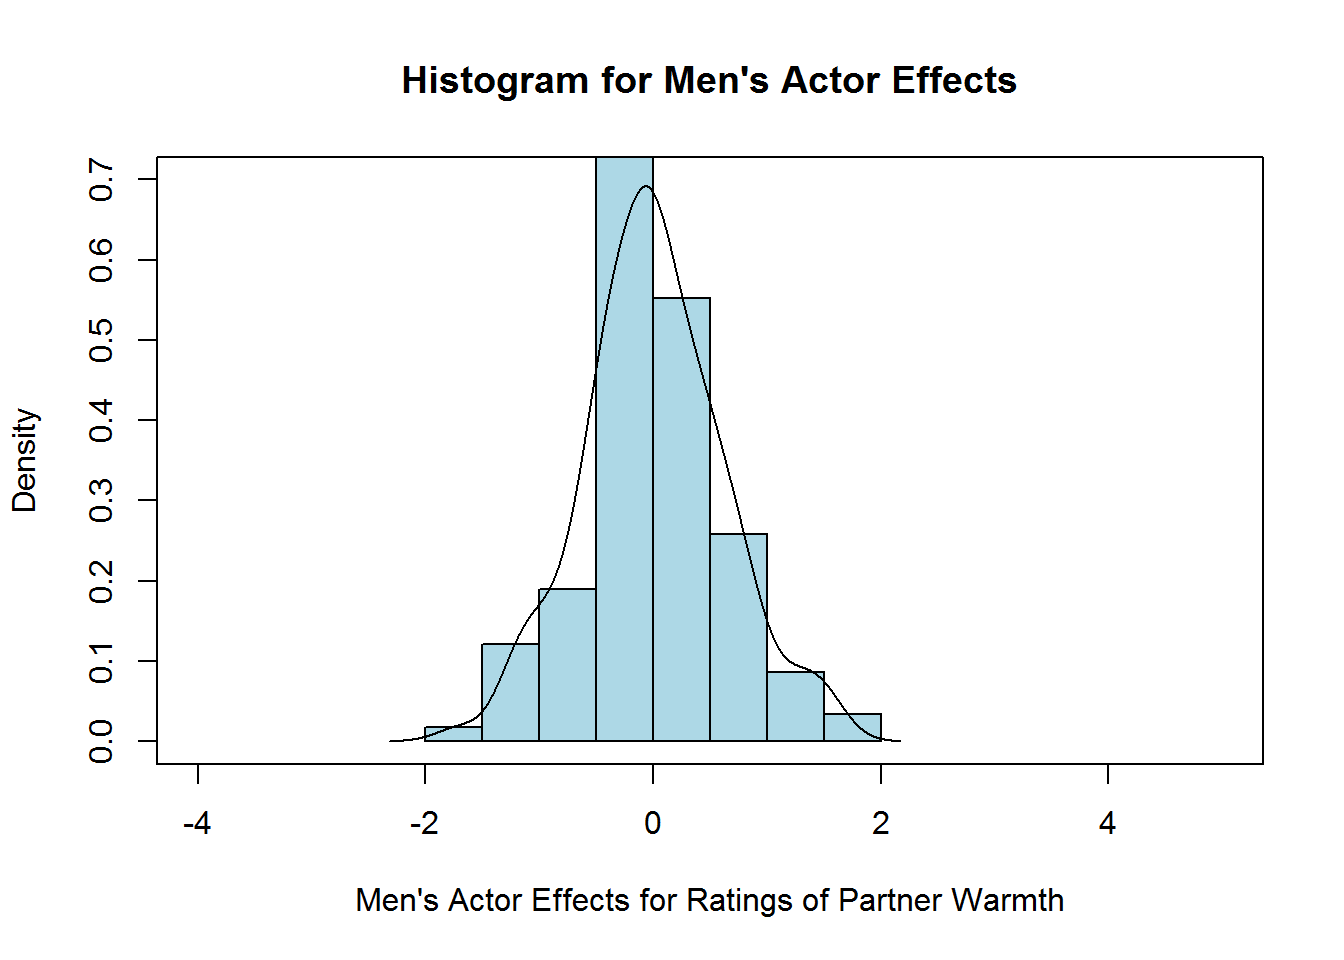 Histogram for Men's Actor Effects
0.7
0.6
0.5
0.4
0.3
0.2
0.1
0.0
Density
-4 -2 0 2 4
Men's Actor Effects for Ratings of Partner Warmth